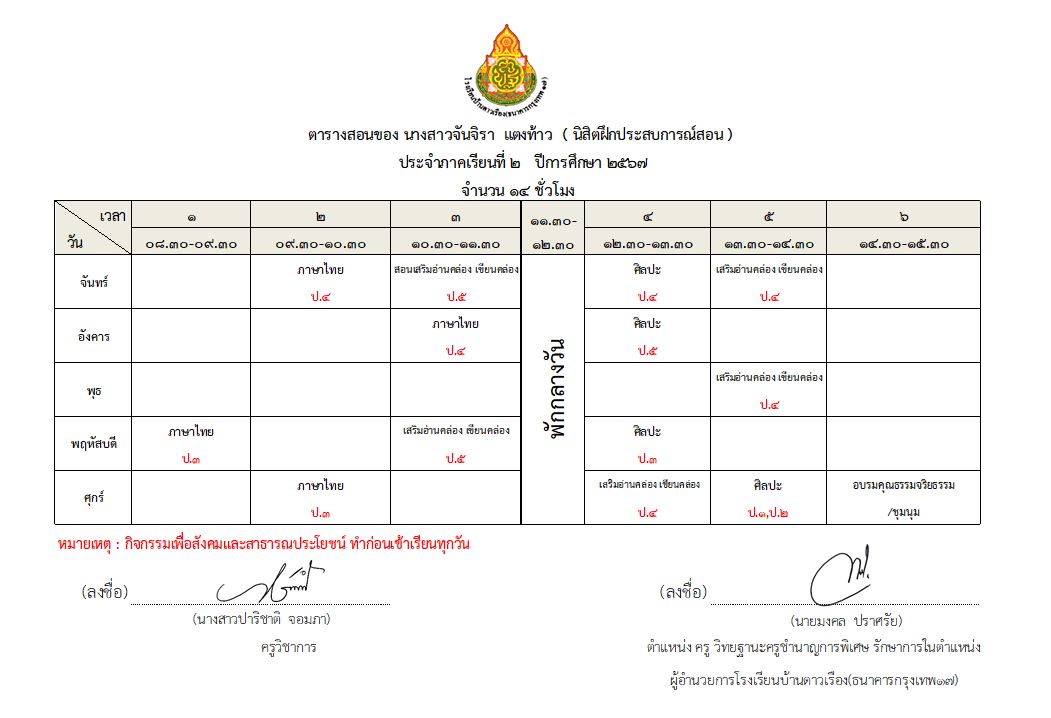 โรงเรียนบ้านดาวเรือง(ธนาคารกรุงเทพ ๑๗)
ตารางสอนของ นางสาวจันจิรา แตงท้าว ( นิสิตฝึกประสบการณ์สอน )
ประจำภาคเรียนที่ ๒ ปีการศึกษา ๒๕๖๗
จำนวน ๑๔ ชั่วโมง
เวลา ๑ ๒ ๓ ๑๑.๓๐- ๔ ๕ ๖
วัน ๐๘.๓๐-๐๙.๓๐ ๐๙.๓๐-๑๐.๓๐ ๑๐.๓๐-๑๑.๓๐ ๑๒.๓๐ ๑๒.๓๐-๑๓.๓๐ ๑๓.๓๐-๑๔.๓๐ ๑๔.๓๐-๑๕.๓๐
ภาษาไทย สอนเสริมอ่านคล่อง เขียนคล่อง ศิลปะ เสริมอ่านคล่อง เขียนคล่อง
จันทร์
ป.๔ ป.๕ ป.๔ ป.๔
ภาษาไทย ศิลปะ
อังคาร
ป.๔ ป.๕
พักกลางวัน
เสริมอ่านคล่อง เขียนคล่อง
พุธ
ป.๔
ภาษาไทย เสริมอ่านคล่อง เขียนคล่อง ศิลปะ
พฤหัสบดี
ป.๓ ป.๕ ป.๓
ภาษาไทย เสริมอ่านคล่อง เขียนคล่อง ศิลปะ อบรมคุณธรรมจริยธรรม
ศุกร์
ป.๓ ป.๔ ป.๑,ป.๒ /ชุมนุม
หมายเหตุ : กิจกรรมเพื่อสังคมและสาธารณประโยชน์ ทำก่อนเข้าเรียนทุกวัน
(ลงชื่อ) (ลงชื่อ)
(นางสาวปาริชาติ จอมภา) (นายมงคล ปราศรัย)
ครูวิชาการ ตำแหน่ง ครู วิทยฐานะครูชำนาญการพิเศษ รักษาการในตำแหน่ง
ผู้อำนวยการโรงเรียนบ้านดาวเรือง(ธนาคารกรุงเทพ๑๗)